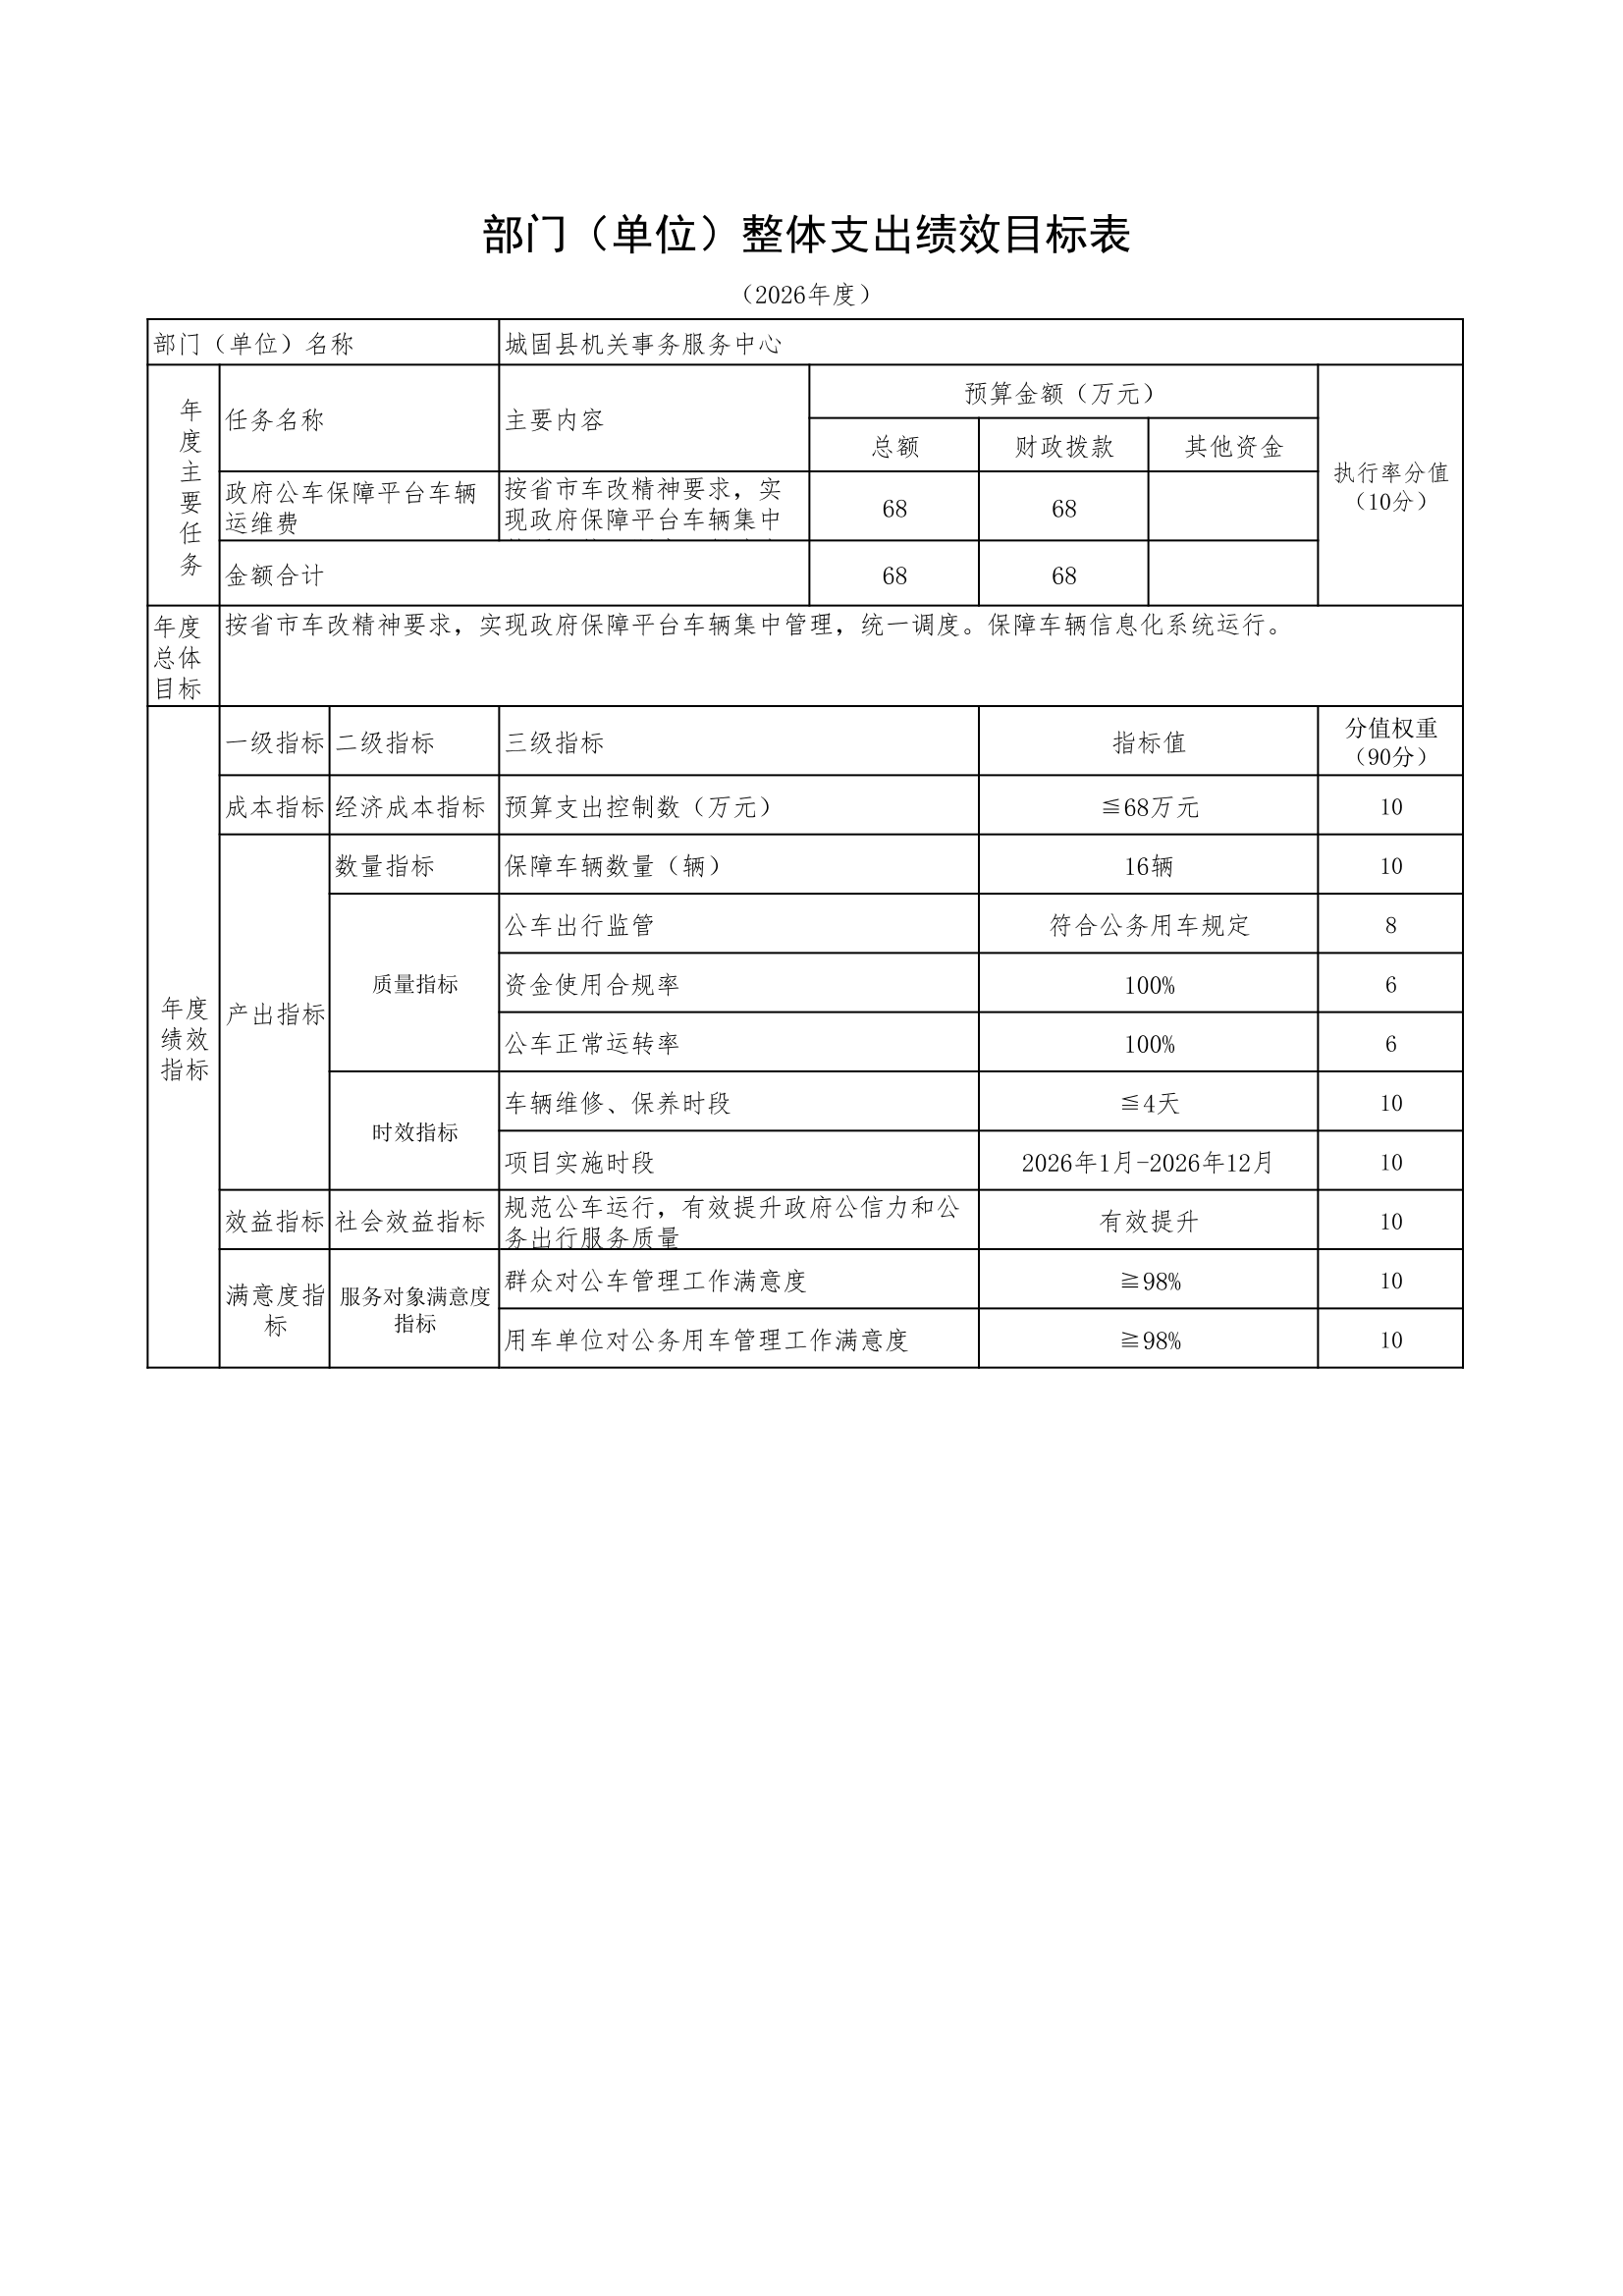 部门（单位）整体支出绩效目标表
（2026年度）
部门（单位）名称 城固县机关事务服务中心
年度主要任务 任务名称 主要内容 预算金额（万元） 执行率分值（10分）
总额 财政拨款 其他资金
政府公车保障平台车辆运维费 按省市车改精神要求，实现政府保障平台车辆集中 68 68
金额合计 68 68
年度总体目标 按省市车改精神要求，实现政府保障平台车辆集中管理，统一调度。保障车辆信息化系统运行。
年度绩效指标 一级指标 二级指标 三级指标 指标值 分值权重（90分）
成本指标 经济成本指标 预算支出控制数（万元） ≦68万元 10
产出指标 数量指标 保障车辆数量（辆） 16辆 10
质量指标 公车出行监管 符合公务用车规定 8
资金使用合规率 100% 6
公车正常运转率 100% 6
时效指标 车辆维修、保养时段 ≦4天 10
项目实施时段 2026年1月-2026年12月 10
效益指标 社会效益指标 规范公车运行，有效提升政府公信力和公务出行服务质量 有效提升 10
满意度指标 服务对象满意度指标 群众对公车管理工作满意度 ≧98% 10
用车单位对公务用车管理工作满意度 ≧98% 10